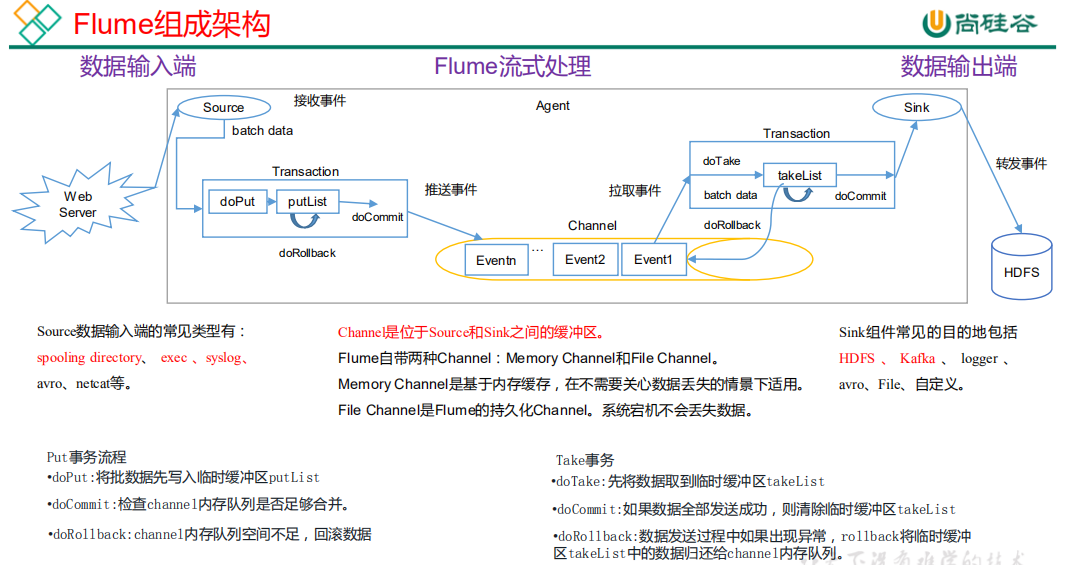 Flume组成架构
尚硅谷
数据输入端
Flume流式处理
数据输出端
Source
接收事件
Agent
Sink
batch data
Transaction
转发事件
Web
Server
Transaction
doTake
takeList
doPut
putList
推送事件
拉取事件
batch data
doCommit
doCommit
doRollback
doRollback
Channel
Eventn
...
Event2
Event1
HDFS
Source数据输入端的常见类型有：
spooling directory、 exec 、syslog、
avro、netcat等。
Channel是位于Source和Sink之间的缓冲区。
Flume自带两种Channel：Memory Channel和File Channel。
Memory Channel是基于内存缓存，在不需要关心数据丢失的情景下适用。
File Channel是Flume的持久化Channel。系统宕机不会丢失数据。
Sink组件常见的目的地包括
HDFS 、 Kafka 、 logger 、
avro、File、自定义。
Put事务流程
•doPut:将批数据先写入临时缓冲区putList
•doCommit:检查channel内存队列是否足够合并。
•doRollback:channel内存队列空间不足，回滚数据
Take事务
•doTake:先将数据取到临时缓冲区takeList
•doCommit:如果数据全部发送成功，则清除临时缓冲区takeList
•doRollback:数据发送过程中如果出现异常，rollback将临时缓冲
区takeList中的数据归还给channel内存队列。